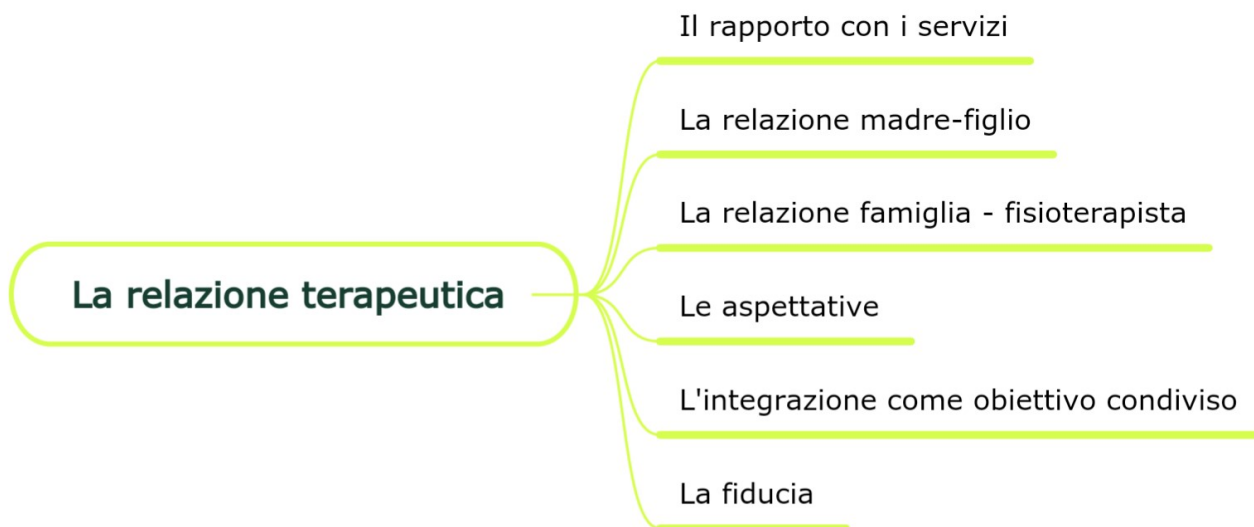 Il rapporto con i servizi
La relazione madre-figlio
La relazione famiglia - fisioterapista
La relazione terapeutica
Le aspettative
L'integrazione come obiettivo condiviso
La fiducia